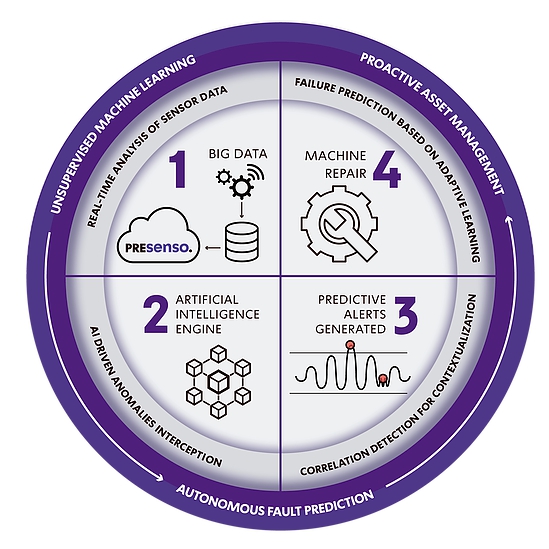 UNSUPERVISED MACHINE LEARNING
PROACTIVE ASSET MANAGEMENT
REAL-TIME ANALYSIS OF SENSOR DATA
FAILURE PREDICTION BASED ON ADAPTIVE LEARNING
1
BIG DATA
PRESENSO.
MACHINE
REPAIR
4
2
ARTIFICIAL
INTELLIGENCE
ENGINE
PREDICTIVE
ALERTS
GENERATED
3
AI DRIVEN ANOMALIES INTERCEPTION
CORRELATION DETECTION FOR CONTEXTUALIZATION
AUTONOMOUS FAULT PREDICTION